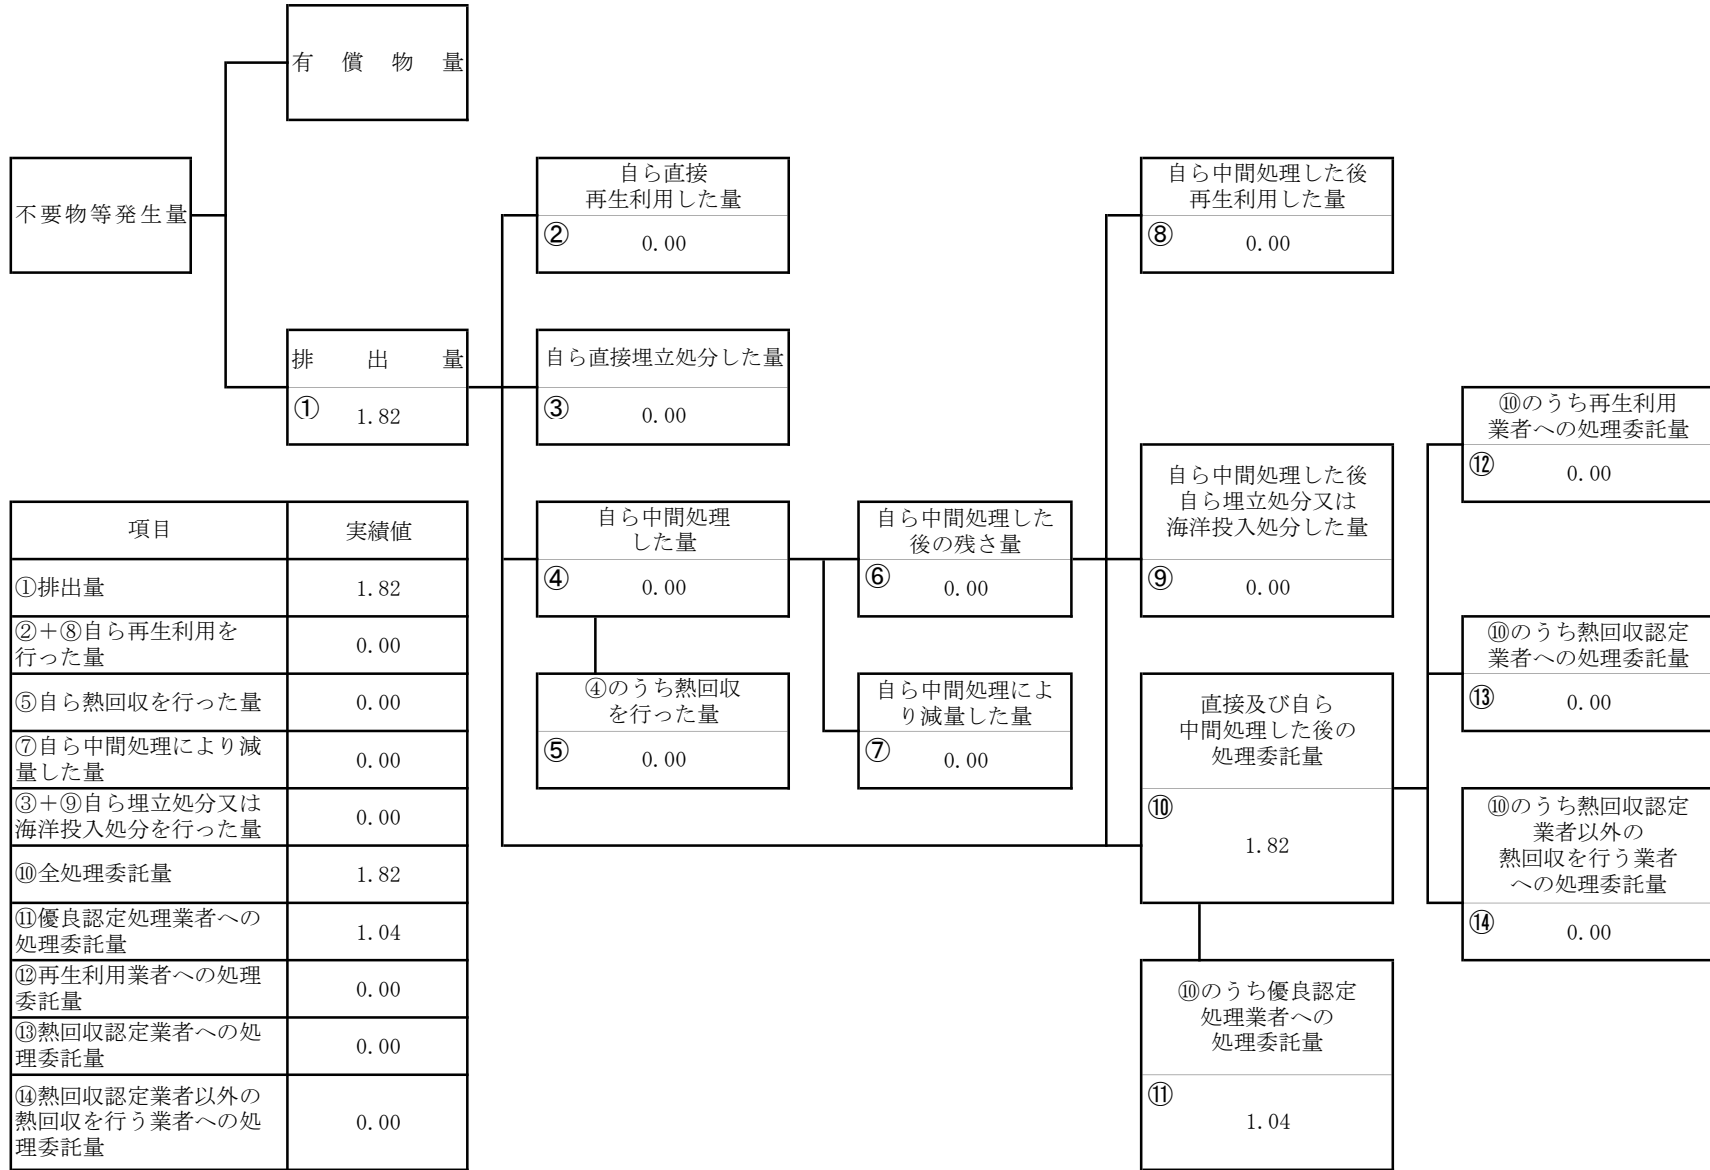 有償物量
不要物等発生量
自ら直接
再生利用した量
②
0.00
自ら中間処理した後
再生利用した量
⑧
0.00
排出量
①
1.82
自ら直接埋立処分した量
③
0.00
⑩のうち再生利用
業者への処理委託量
⑫
0.00
自ら中間処理した後
自ら埋立処分又は
海洋投入処分した量
⑨
0.00
自ら中間処理
した量
④
0.00
自ら中間処理した
後の残さ量
⑥
0.00
⑩のうち熱回収認定
業者への処理委託量
⑬
0.00
④のうち熱回収
を行った量
⑤
0.00
自ら中間処理によ
り減量した量
⑦
0.00
直接及び自ら
中間処理した後の
処理委託量
⑩
1.82
⑩のうち熱回収認定
業者以外の
熱回収を行う業者
への処理委託量
⑭
0.00
⑩のうち優良認定
処理業者への
処理委託量
⑪
1.04
項目 実績値
①排出量 1.82
②+⑧自ら再生利用を
行った量 0.00
⑤自ら熱回収を行った量 0.00
⑦自ら中間処理により減
量した量 0.00
③+⑨自ら埋立処分又は
海洋投入処分を行った量 0.00
⑩全処理委託量 1.82
⑪優良認定処理業者への
処理委託量 1.04
⑫再生利用業者への処理
委託量 0.00
⑬熱回収認定業者への処
理委託量 0.00
⑭熱回収認定業者以外の
熱回収を行う業者への処
理委託量 0.00